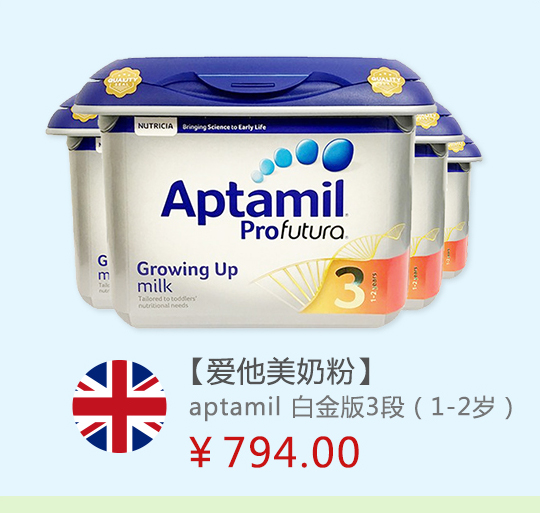 QUALITY
QUALITY
NUTRICIA Bringing Science to Early Life
Aptamil
Profutura
Growing Up
milk
Tailored to toddlers'
nutritional needs
3
1-2 years
【爱他美奶粉】
aptamil 白金版3段（1-2岁）
￥794.00